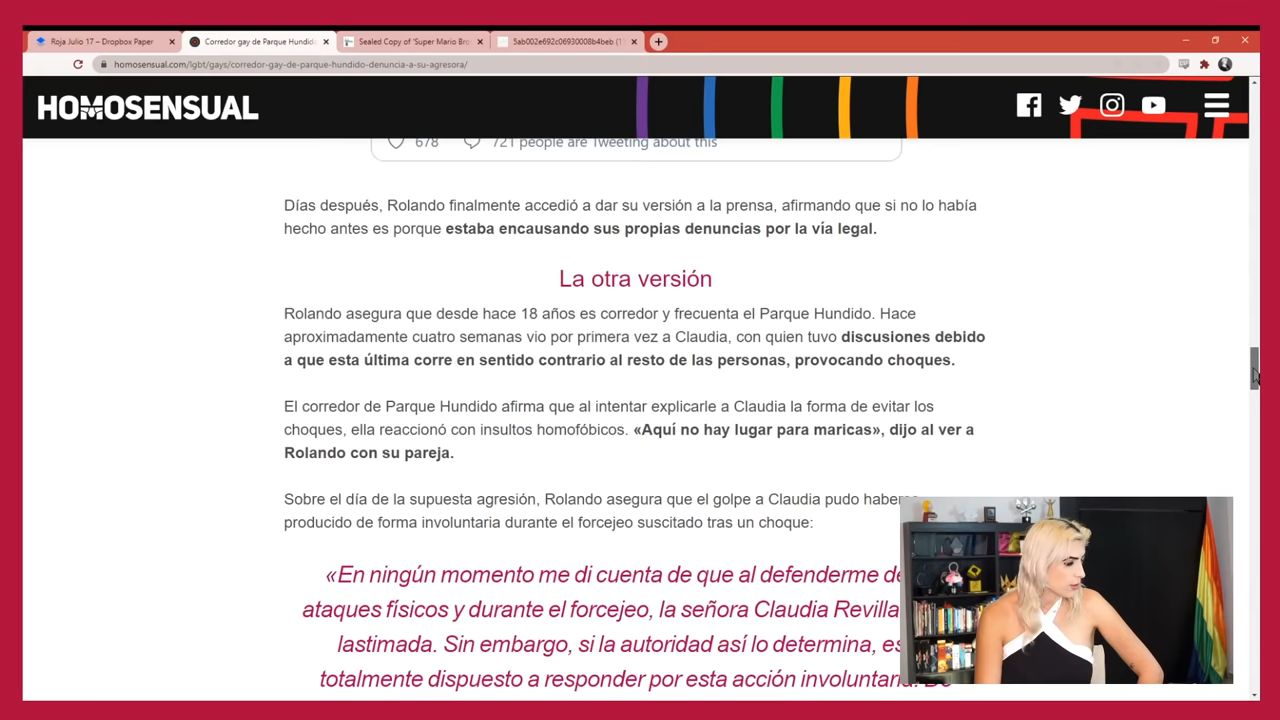 Roja Julio 17 – Dropbox Paper
Corredor gay de Parque Hundid
Sealed Copy of 'Super Mario Bro
5ab002e692c06930008b4beb (1
homosensual.com/lgbt/gays/corredor-gay-de-parque-hundido-denuncia-a-su-agresora/
HOMOSENSUAL
678 721 people are Tweeting about this
Días después, Rolando finalmente accedió a dar su versión a la prensa, afirmando que si no lo había
hecho antes es porque estaba encausando sus propias denuncias por la vía legal.
La otra versión
Rolando asegura que desde hace 18 años es corredor y frecuenta el Parque Hundido. Hace
aproximadamente cuatro semanas vio por primera vez a Claudia, con quien tuvo discusiones debido
a que esta última corre en sentido contrario al resto de las personas, provocando choques.
El corredor de Parque Hundido afirma que al intentar explicarle a Claudia la forma de evitar los
choques, ella reaccionó con insultos homofóbicos. «Aquí no hay lugar para maricas», dijo al ver a
Rolando con su pareja.
Sobre el día de la supuesta agresión, Rolando asegura que el golpe a Claudia pudo haber
producido de forma involuntaria durante el forcejeo suscitado tras un choque:
«En ningún momento me di cuenta de que al defenderme de
ataques físicos y durante el forcejeo, la señora Claudia Revilla
lastimada. Sin embargo, si la autoridad así lo determina, es
totalmente dispuesto a responder por esta acción involuntaria.